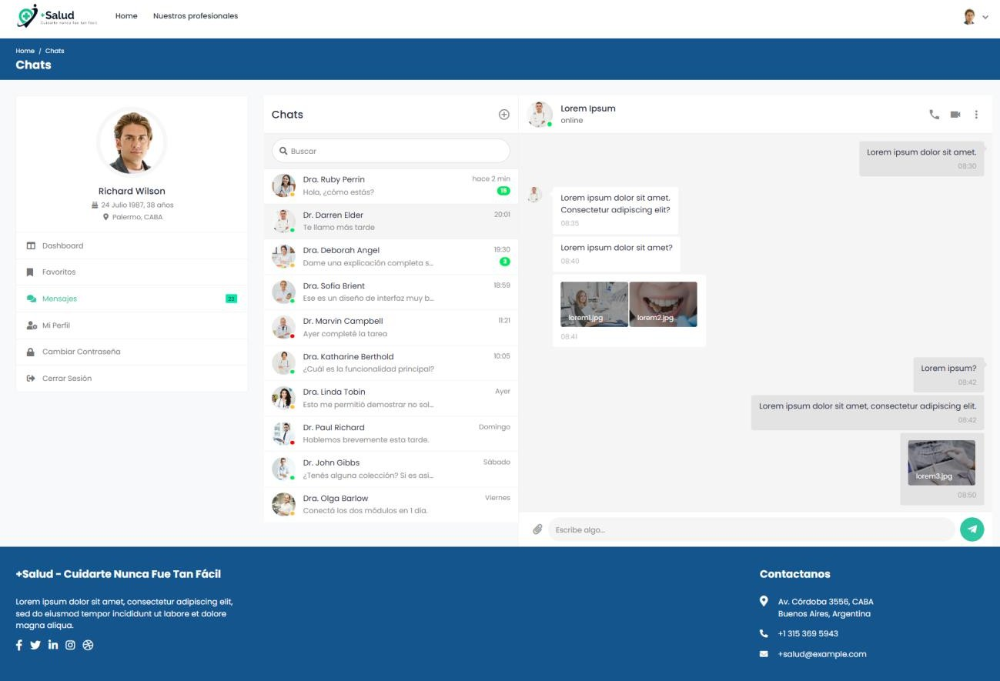 +Salud
Cuidarte nunca fue tan fácil
Home
Nuestros profesionales
Home / Chats
Chats
Richard Wilson
24 Julio 1987, 38 años
Palermo, CABA
Dashboard
Favoritos
Mensajes
23
Mi Perfil
Cambiar Contraseña
Cerrar Sesión
Chats
Buscar
Dra. Ruby Perrin
hace 2 min
Hola, ¿cómo estás?
Dr. Darren Elder
20:01
Te llamo más tarde
Dra. Deborah Angel
19:30
Dame una explicación completa s...
3
Dra. Sofia Brient
18:59
Ese es un diseño de interfaz muy b...
Dr. Marvin Campbell
11:21
Ayer completé la tarea
Dra. Katharine Berthold
10:05
¿Cuál es la funcionalidad principal?
Dra. Linda Tobin
Ayer
Esto me permitió demostrar no sol...
Dr. Paul Richard
Domingo
Hablemos brevemente esta tarde.
Dr. John Gibbs
Sábado
¿Tenés alguna colección? Si es asi...
Dra. Olga Barlow
Viernes
Conectá los dos módulos en 1 día.
Lorem Ipsum
online
Lorem ipsum dolor sit amet.
08:30
Lorem ipsum dolor sit amet.
Consectetur adipiscing elit?
08:35
Lorem ipsum dolor sit amet?
08:40
lorem1.jpg
lorem2.jpg
08:41
Lorem ipsum?
08:42
Lorem ipsum dolor sit amet, consectetur adipiscing elit.
08:42
lorem3.jpg
08:50
Escribe algo...
+Salud - Cuidarte Nunca Fue Tan Fácil
Lorem ipsum dolor sit amet, consectetur adipiscing elit,
sed do eiusmod tempor incididunt ut labore et dolore
magna aliqua.
Contactanos
Av. Córdoba 3556, CABA
Buenos Aires, Argentina
+1 315 369 5943
+salud@example.com